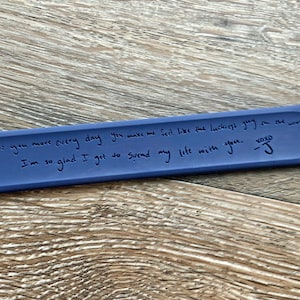 you more every day you make me feel like the luckiest guy in the
I'm so glad I get to spend my life with you. xoxo